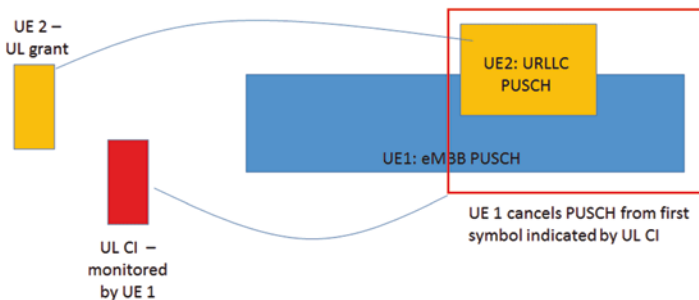 UE 2 –
UL grant
UE2: URLLC
PUSCH
UE1: eMBB PUSCH
UL CI –
monitored
by UE 1
UE 1 cancels PUSCH from first
symbol indicated by UL CI